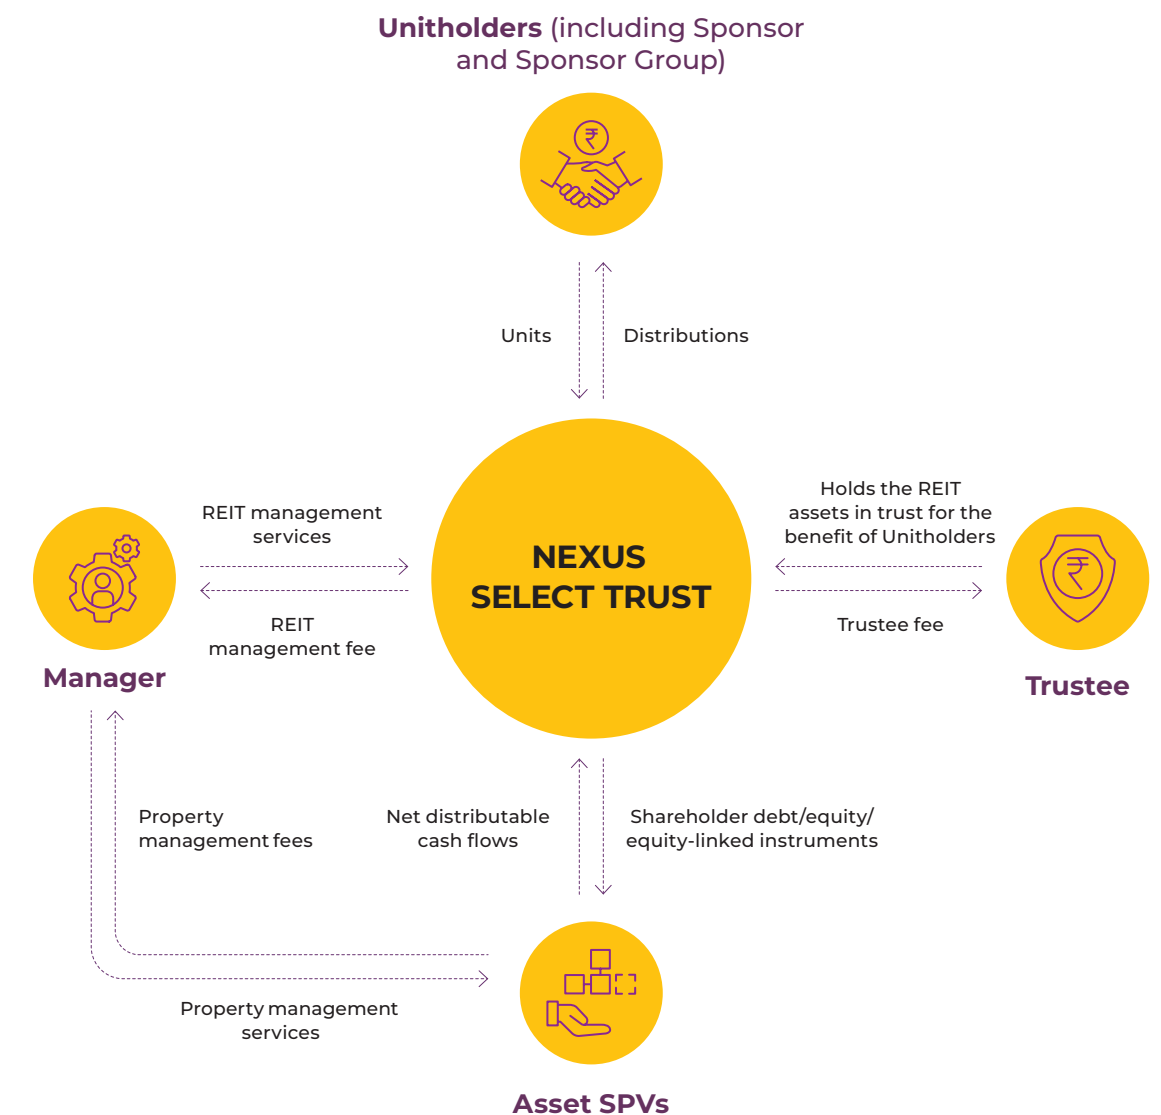 Unitholders (including Sponsor
and Sponsor Group)
₹
Units
Distributions
REIT management
services
NEXUS
SELECT TRUST
Holds the REIT
assets in trust for the
benefit of Unitholders
₹
REIT
management fee
Trustee fee
Manager
Trustee
Property
management fees
Net distributable
cash flows
Shareholder debt/equity/
equity-linked instruments
Property management
services
Asset SPVs